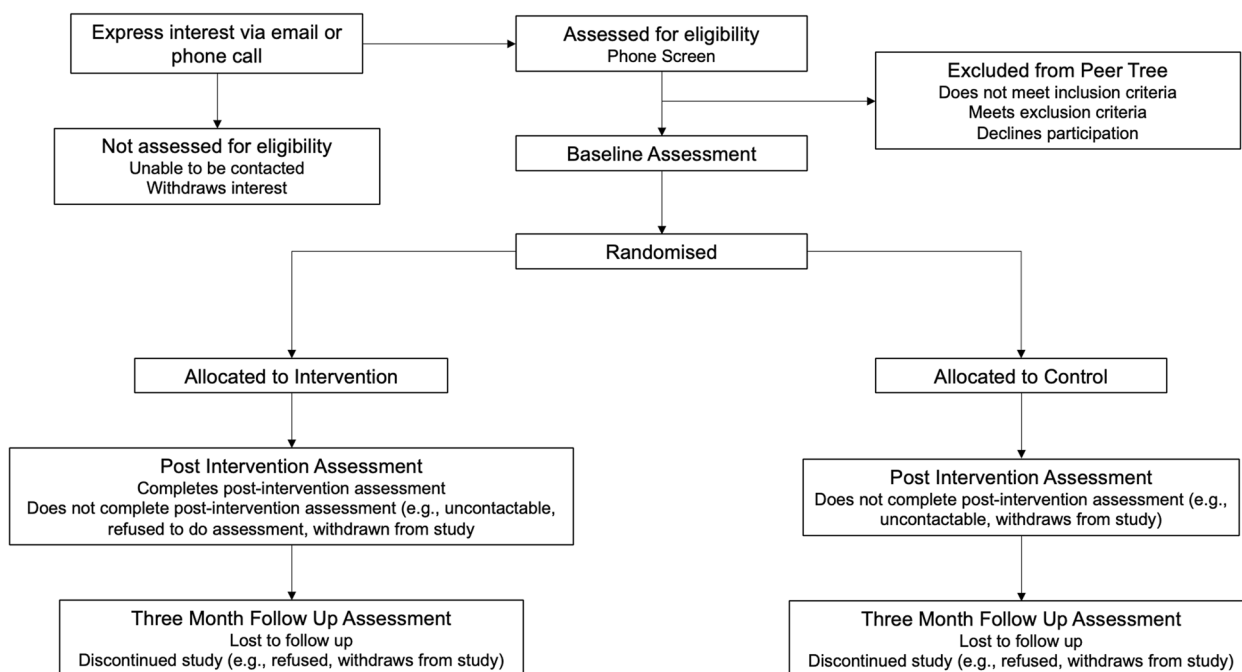 Express interest via email or
phone call
Assessed for eligibility
Phone Screen
Excluded from Peer Tree
Does not meet inclusion criteria
Meets exclusion criteria
Declines participation
Not assessed for eligibility
Unable to be contacted
Withdraws interest
Baseline Assessment
Randomised
Allocated to Intervention
Allocated to Control
Post Intervention Assessment
Completes post-intervention assessment
Does not complete post-intervention assessment (e.g., uncontactable,
refused to do assessment, withdrawn from study
Post Intervention Assessment
Does not complete post-intervention assessment (e.g.,
uncontactable, withdraws from study)
Three Month Follow Up Assessment
Lost to follow up
Discontinued study (e.g., refused, withdraws from study)
Three Month Follow Up Assessment
Lost to follow up
Discontinued study (e.g., refused, withdraws from study)